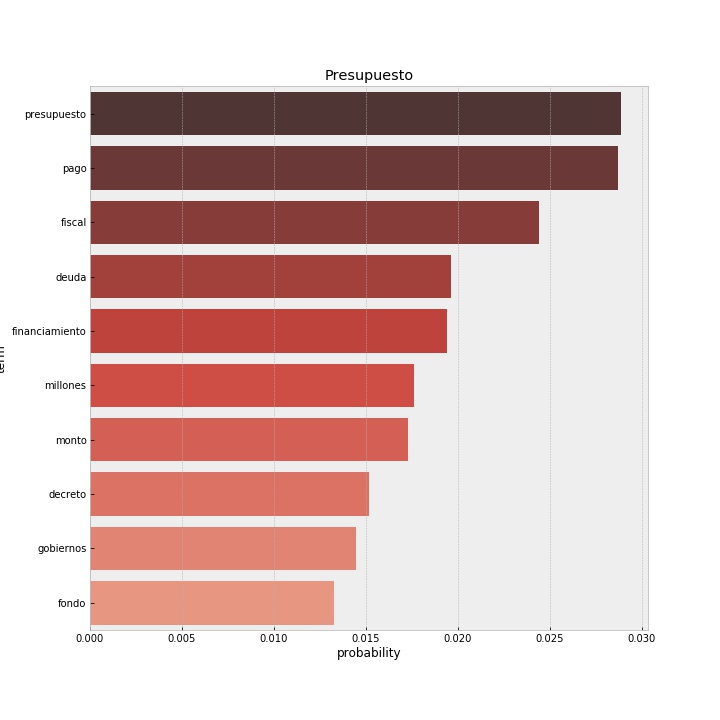 Presupuesto
presupuesto
pago
fiscal
deuda
financiamiento
millones
monto
decreto
gobiernos
fondo
0.000 0.005 0.010 0.015 0.020 0.025 0.030
probability